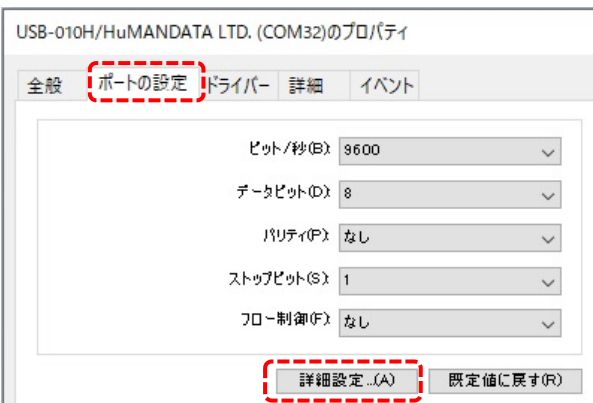 USB-010H/HuMANDATA LTD. (COM32)のプロパティ
全般 ポートの設定 ドライバー 詳細 イベント
ビット/秒(B): 9600
データビット(D): 8
パリティ(P): なし
ストップビット(S): 1
フロー制御(F): なし
詳細設定...(A) 既定値に戻す(R)